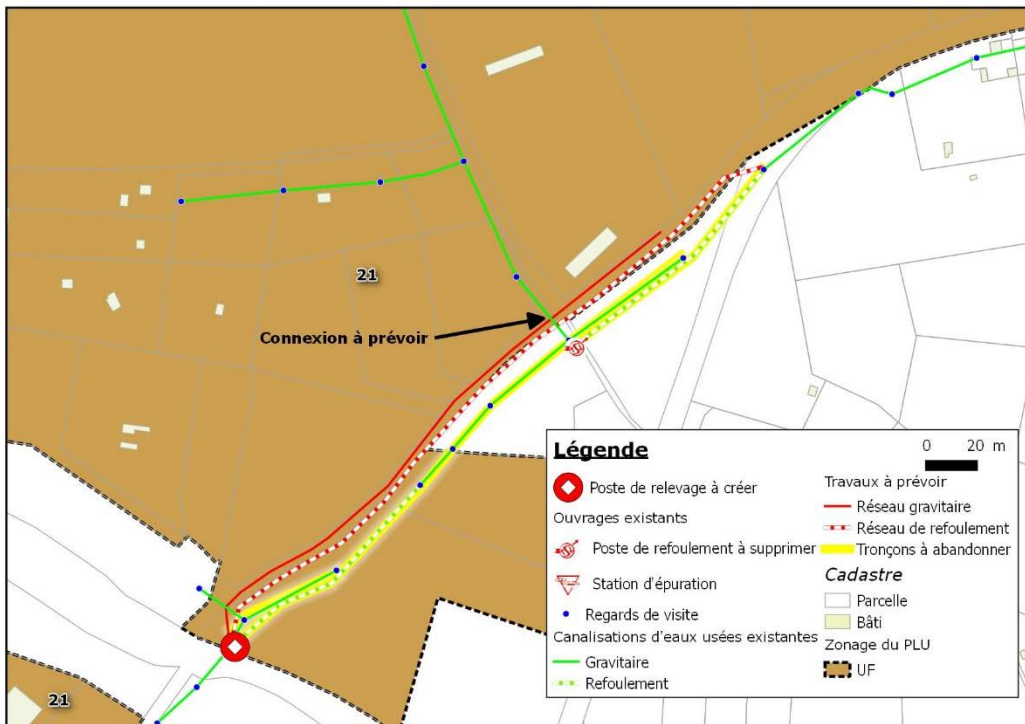 21
Connexion à prévoir
21
Légende
0 20 m
Poste de relevage à créer
Ouvrages existants
Poste de refoulement à supprimer
Station d'épuration
Regards de visite
Canalisations d'eaux usées existantes
Gravitaire
Refoulement
Travaux à prévoir
Réseau gravitaire
Réseau de refoulement
Tronçons à abandonner
Cadastre
Parcelle
Bâti
Zonage du PLU
UF